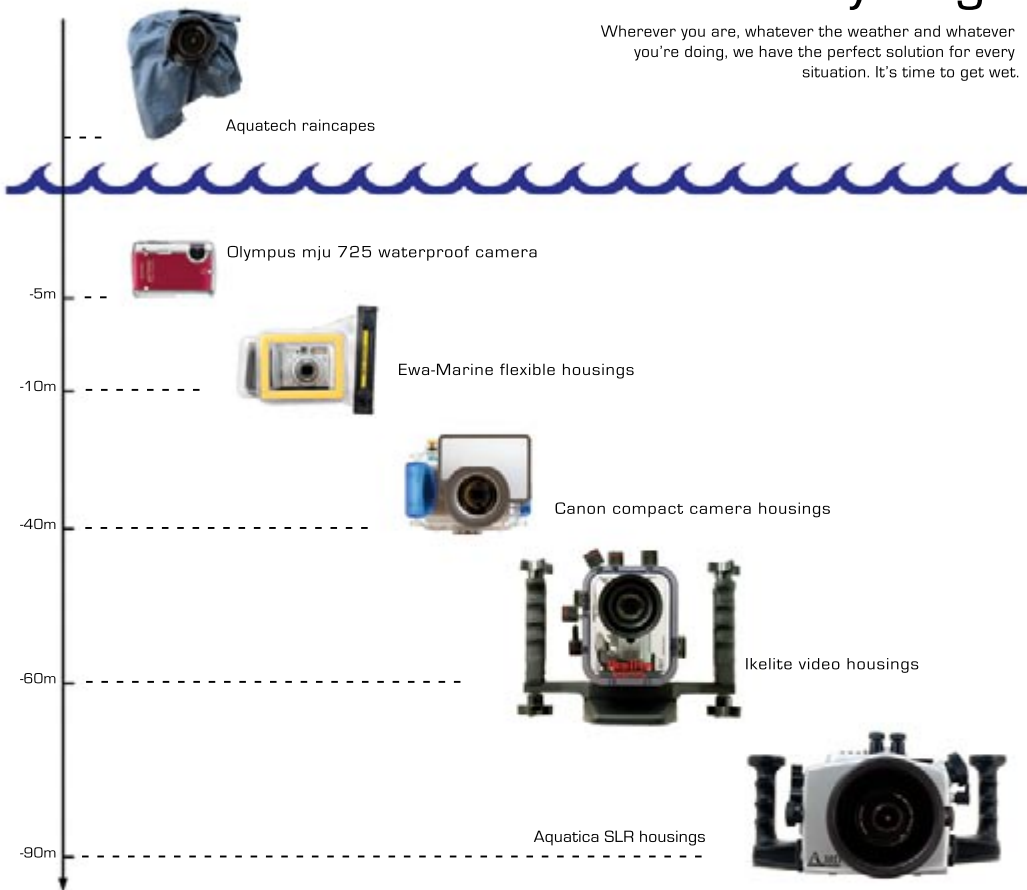 Wherever you are, whatever the weather and whatever
you're doing, we have the perfect solution for every
situation. It's time to get wet.
Aquatech raincapes
Olympus mju 725 waterproof camera
-5m
Ewa-Marine flexible housings
-10m
Canon compact camera housings
-40m
Ikelite video housings
-60m
Aquatica SLR housings
-90m